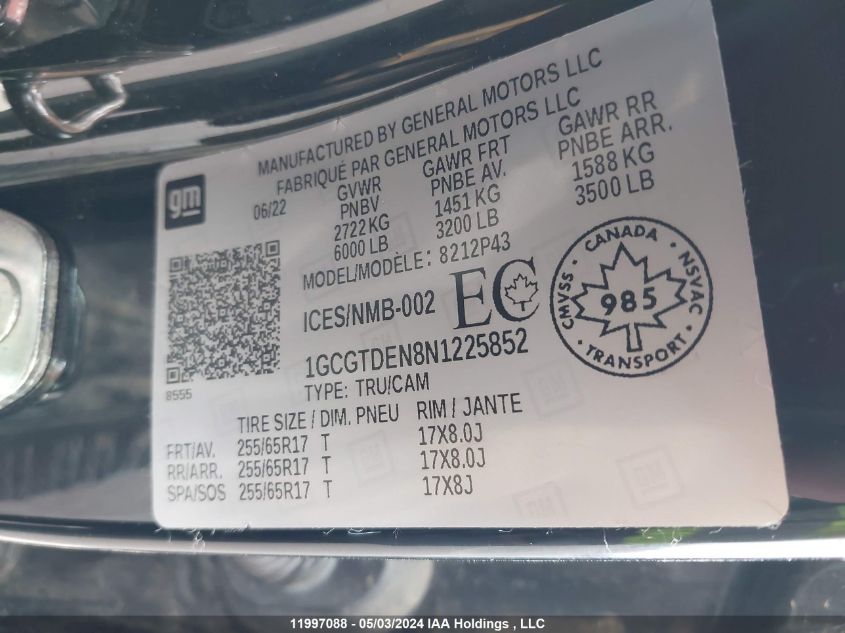 MANUFACTURED BY GENERAL MOTORS LLC
FABRIQUÉ PAR GENERAL MOTORS LLC
gm
06/22
GVWR
PNBV
2722 KG
6000 LB
GAWR FRT
PNBE AV.
1451 KG
3200 LB
GAWR RR
PNBE ARR.
1588 KG
3500 LB
MODEL/MODÈLE: 8212P43
ICES/NMB-002 EC
CANADA
CMVSS 985 NSVAC
TRANSPORT
1GCGTDEN8N1225852
8555
TYPE: TRU/CAM
TIRE SIZE / DIM. PNEU RIM / JANTE
FRT/AV. 255/65R17 T 17X8.0J
RR/ARR. 255/65R17 T 17X8.0J
SPA/SOS 255/65R17 T 17X8J
11997088 - 05/03/2024 IAA Holdings , LLC